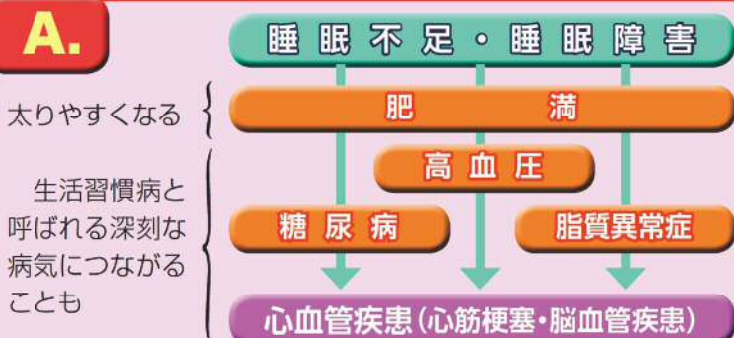 A.
睡眠不足・睡眠障害
太りやすくなる
肥満
高血圧
生活習慣病と
呼ばれる深刻な
病気につながる
ことも
糖尿病
脂質異常症
心血管疾患(心筋梗塞・脳血管疾患)